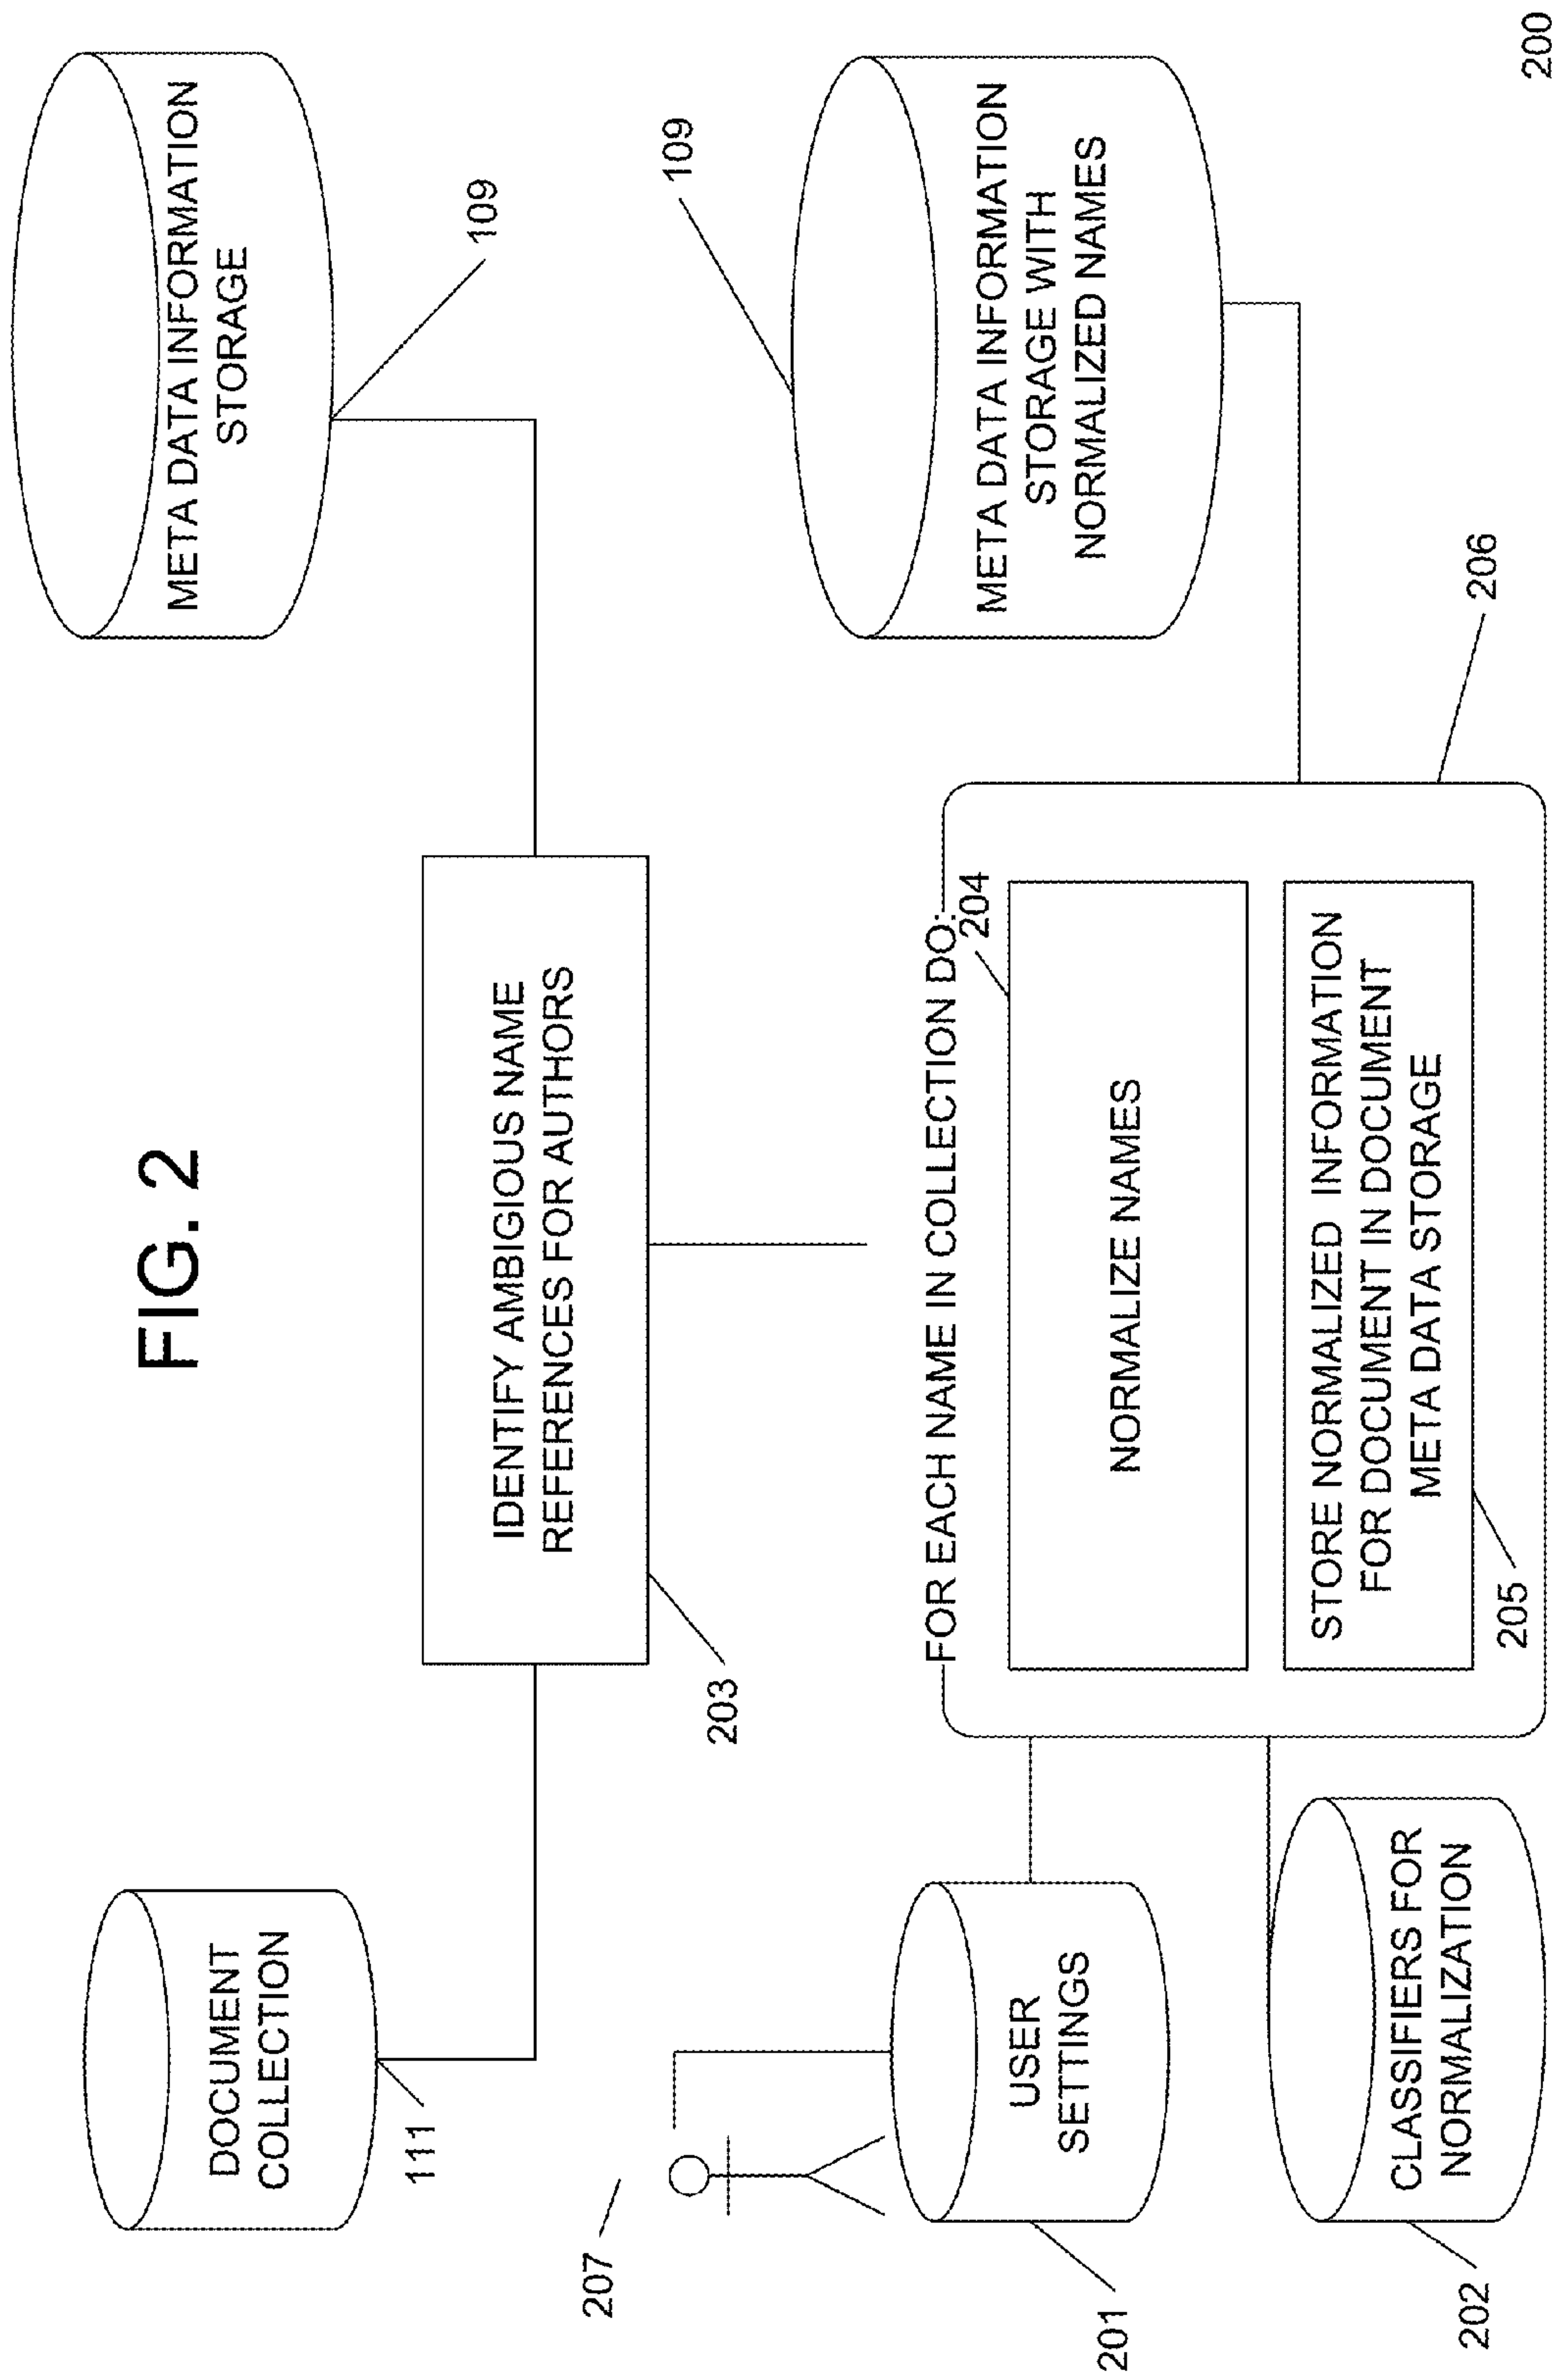 FIG. 2
DOCUMENT
COLLECTION
111
IDENTIFY AMBIGIOUS NAME
REFERENCES FOR AUTHORS
203
META DATA INFORMATION
STORAGE
109
207
USER
SETTINGS
201
CLASSIFIERS FOR
NORMALIZATION
202
FOR EACH NAME IN COLLECTION DO:
204
NORMALIZE NAMES
STORE NORMALIZED INFORMATION
FOR DOCUMENT IN DOCUMENT
META DATA STORAGE
205
206
109
META DATA INFORMATION
STORAGE WITH
NORMALIZED NAMES
200